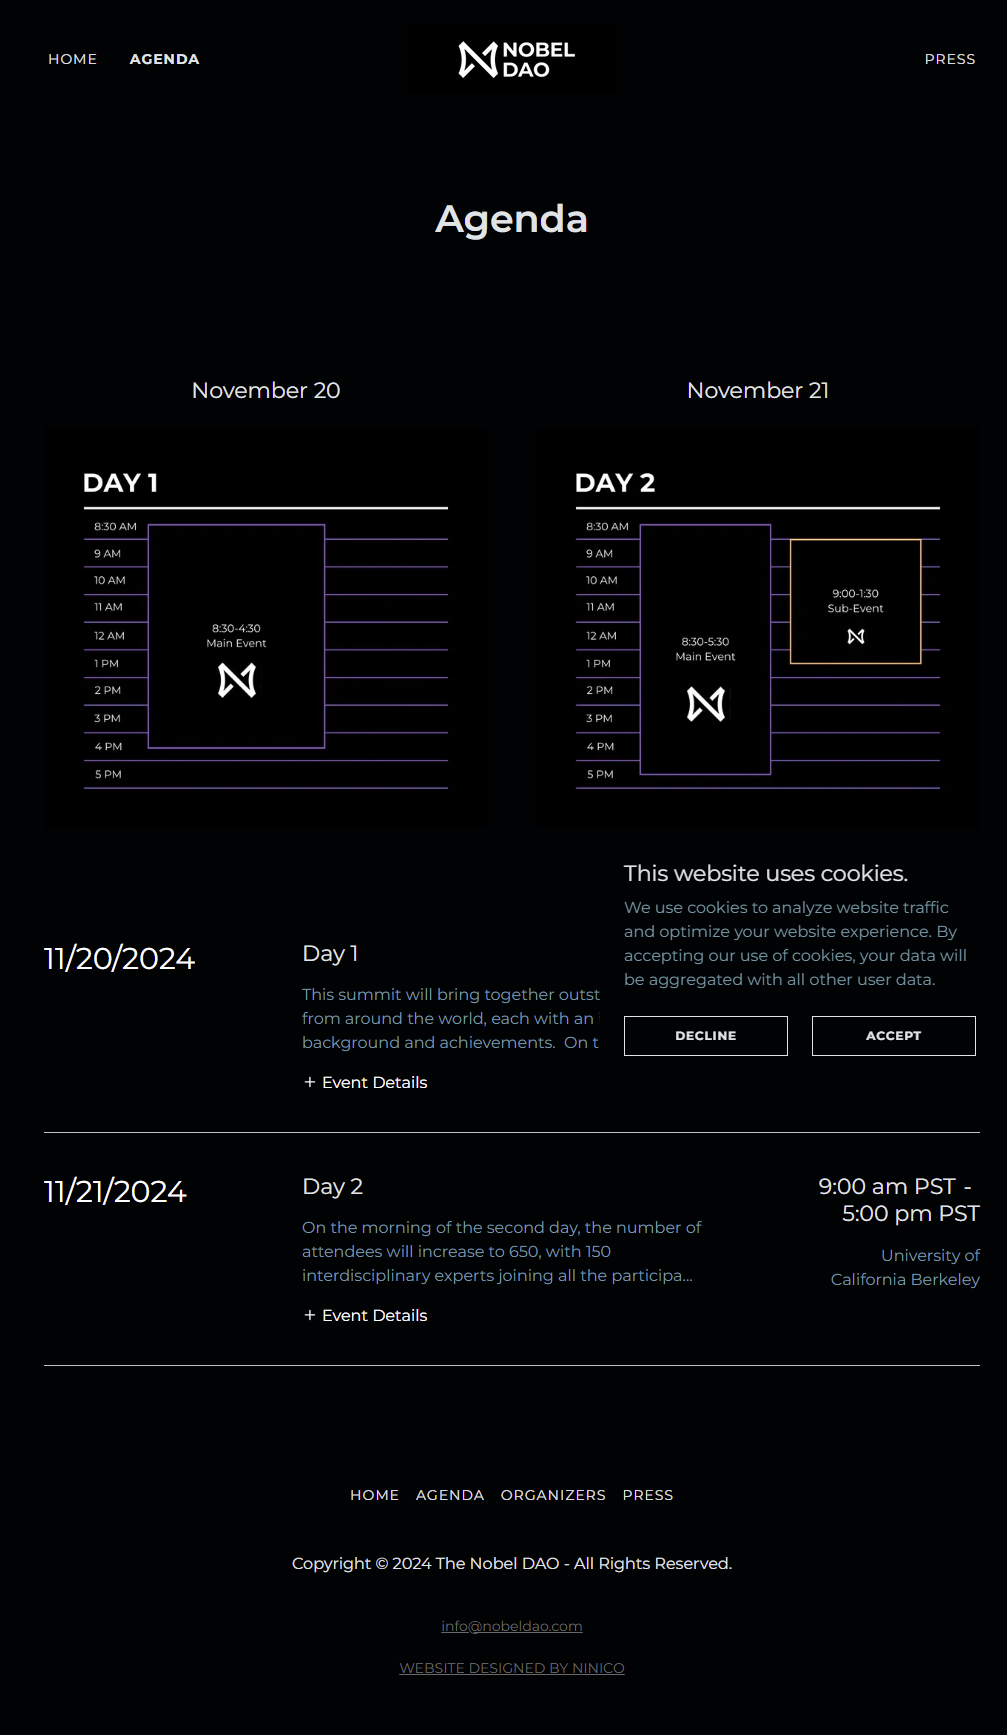 HOME
AGENDA
NOBEL
DAO
PRESS
Agenda
November 20
DAY 1
8:30 AM
9 AM
10 AM
11 AM
12 AM
1 PM
2 PM
3 PM
4 PM
5 PM
8:30-4:30
Main Event
November 21
DAY 2
8:30 AM
9 AM
10 AM
11 AM
12 AM
1 PM
2 PM
3 PM
4 PM
5 PM
8:30-5:30
Main Event
9:00-1:30
Sub-Event
This website uses cookies.
We use cookies to analyze website traffic
and optimize your website experience. By
accepting our use of cookies, your data will
be aggregated with all other user data.
DECLINE
ACCEPT
11/20/2024
Day 1
This summit will bring together outst
from around the world, each with an
background and achievements. On t
+ Event Details
11/21/2024
Day 2
On the morning of the second day, the number of
attendees will increase to 650, with 150
interdisciplinary experts joining all the participa...
+ Event Details
9:00 am PST -
5:00 pm PST
University of
California Berkeley
HOME AGENDA ORGANIZERS PRESS
Copyright © 2024 The Nobel DAO - All Rights Reserved.
info@nobeldao.com
WEBSITE DESIGNED BY NINICO